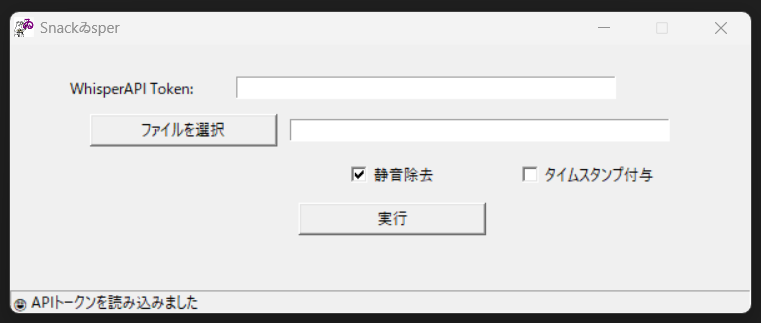 Snackゐsper
WhisperAPI Token:
ファイルを選択
静音除去 タイムスタンプ付与
実行
APIトークンを読み込みました